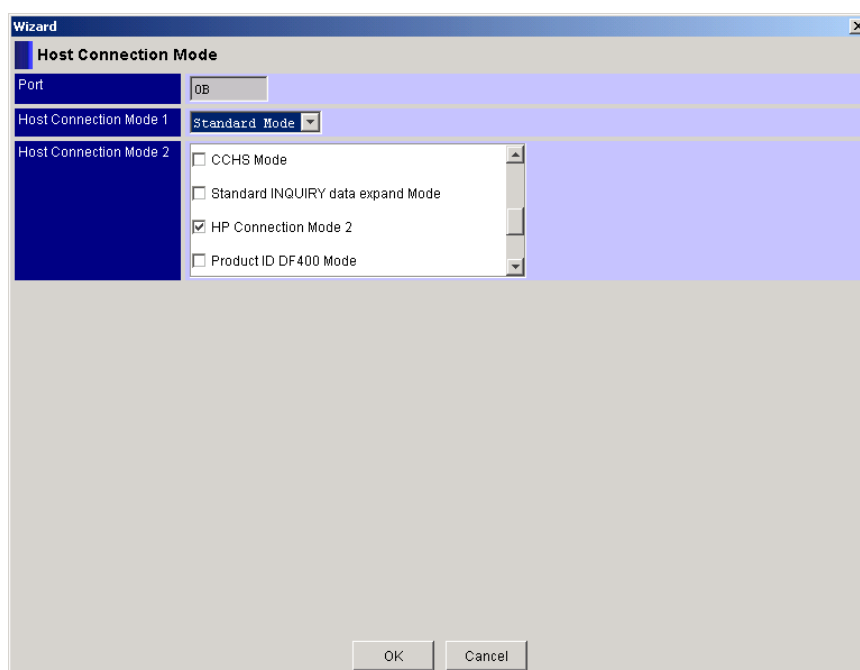 Wizard
Host Connection Mode
Port 0B
Host Connection Mode 1 Standard Mode
Host Connection Mode 2
CCHS Mode
Standard INQUIRY data expand Mode
HP Connection Mode 2
Product ID DF400 Mode
OK Cancel